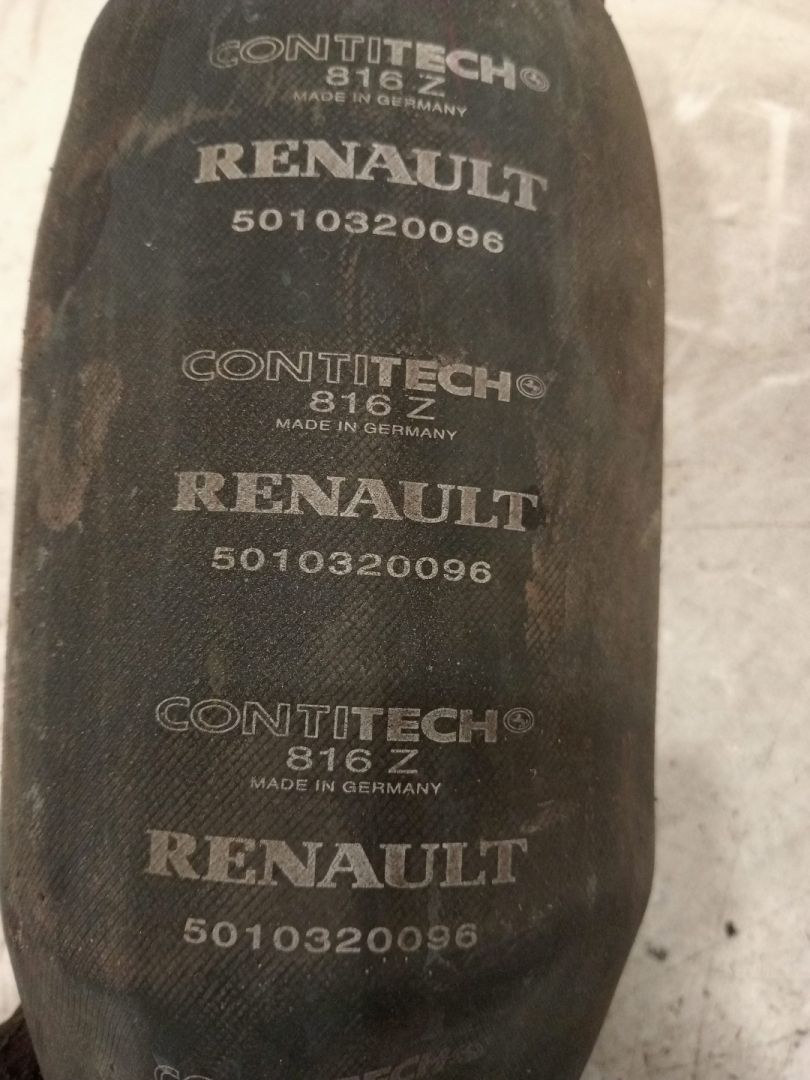 CONTITECH
816 Z
MADE IN GERMANY
RENAULT
5010320096
CONTITECH
816 Z
MADE IN GERMANY
RENAULT
5010320096
CONTITECH
816 Z
MADE IN GERMANY
RENAULT
5010320096
CONTITECH